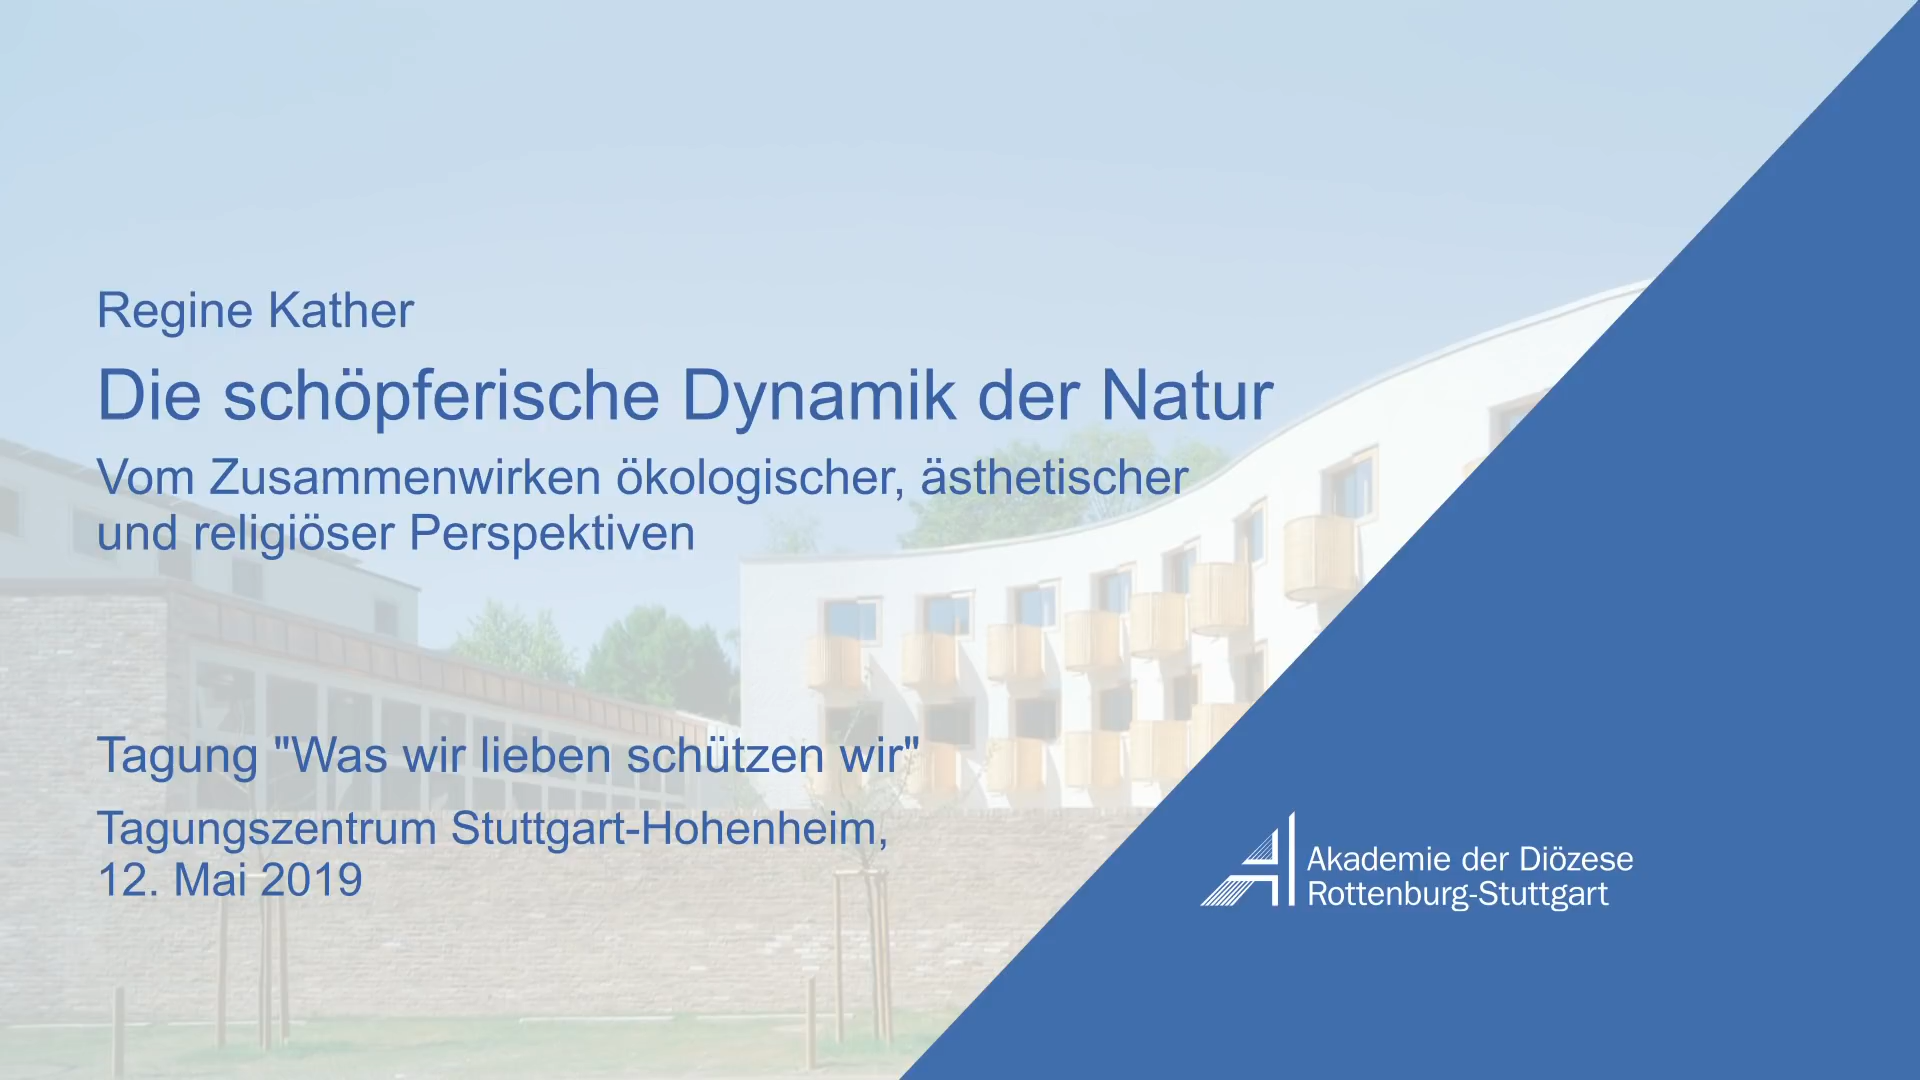 Regine Kather
Die schöpferische Dynamik der Natur
Vom Zusammenwirken ökologischer, ästhetischer
und religiöser Perspektiven
Tagung "Was wir lieben schützen wir"
Tagungszentrum Stuttgart-Hohenheim,
12. Mai 2019
Akademie der Diözese
Rottenburg-Stuttgart